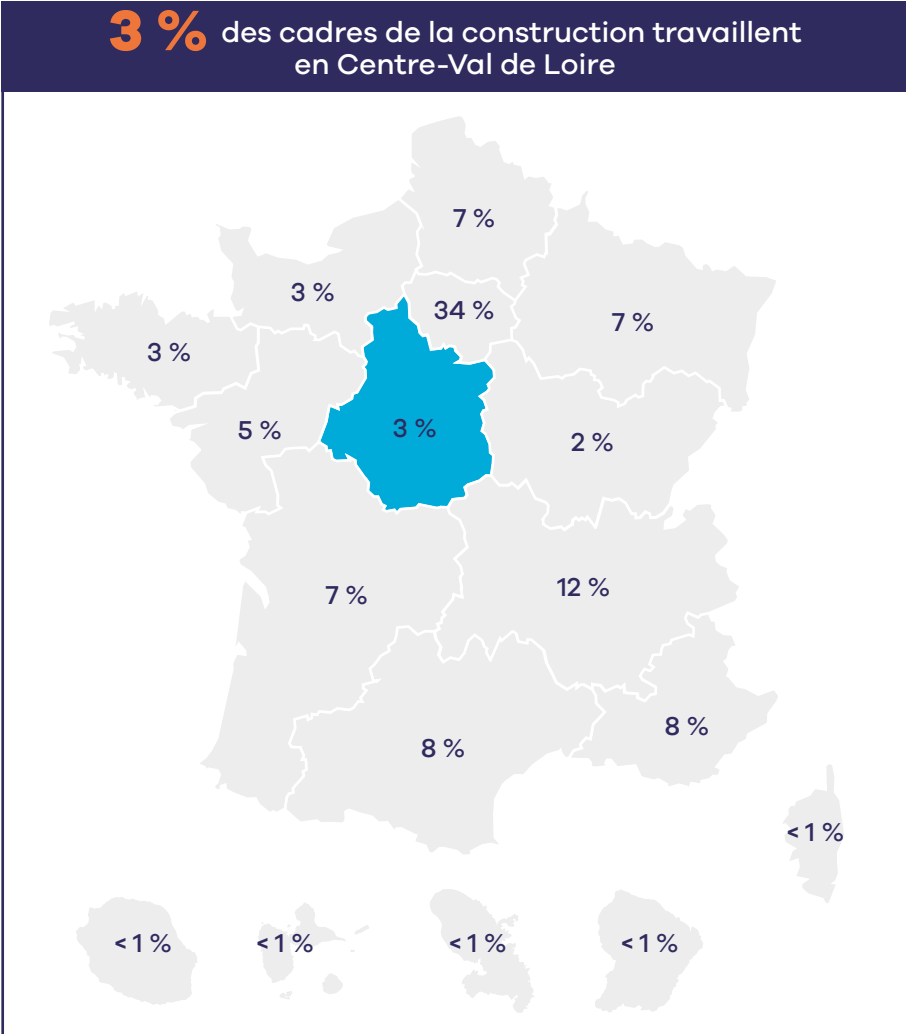 3 % des cadres de la construction travaillent
en Centre-Val de Loire
7 %
3 %
34 %
7 %
3 %
5 %
3 %
2 %
7 %
12 %
8 %
8 %
< 1 %
< 1 %
< 1 %
< 1 %
< 1 %